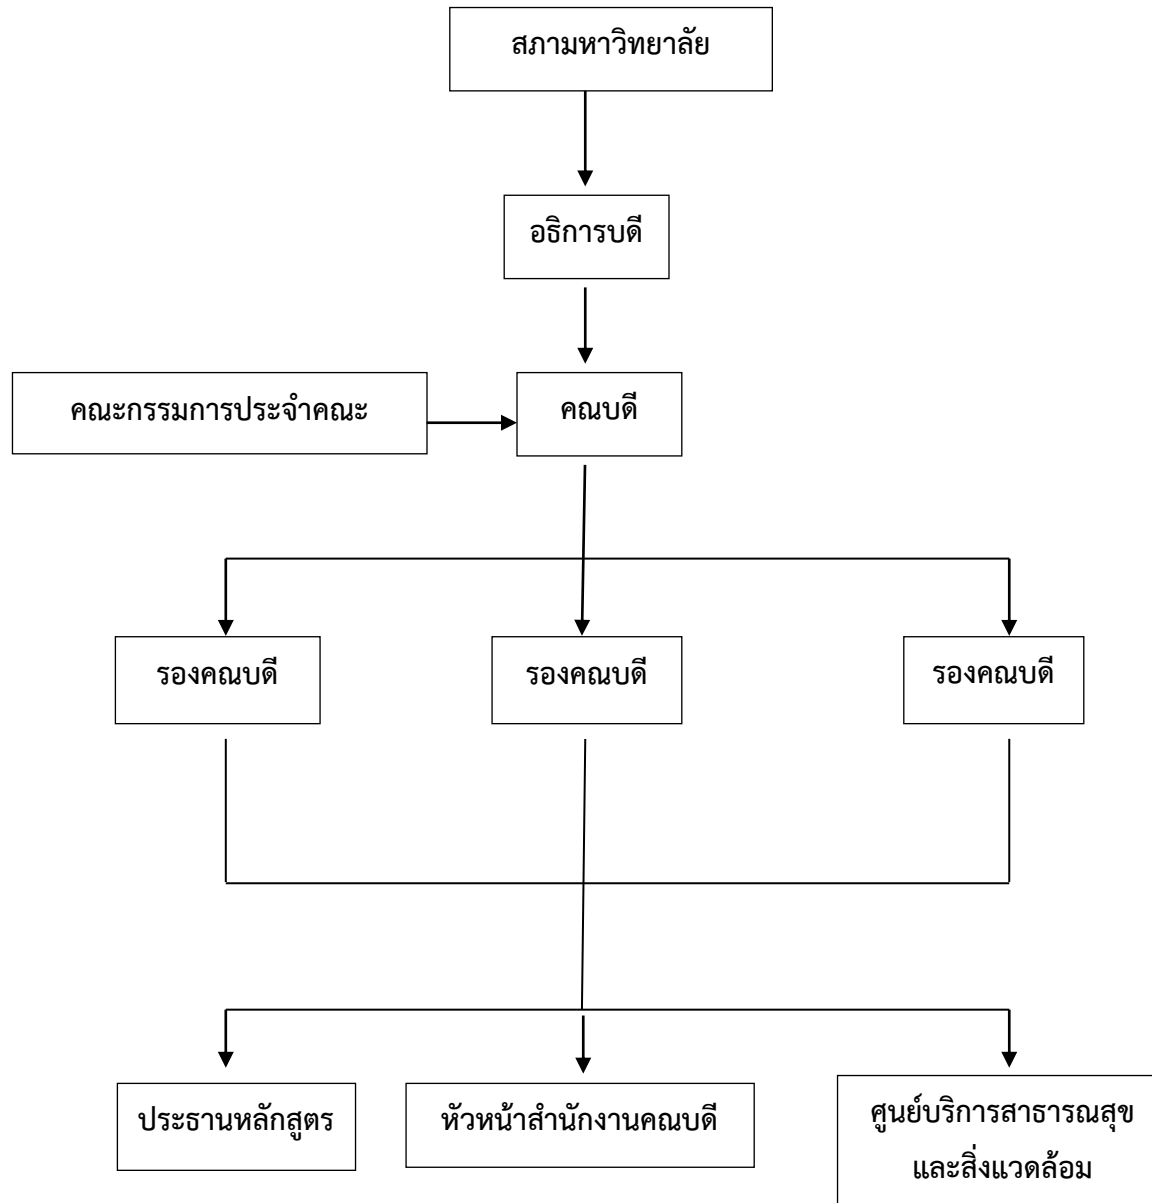 สภามหาวิทยาลัย
อธิการบดี
คณะกรรมการประจำคณะ
คณบดี
รองคณบดี
รองคณบดี
รองคณบดี
ประธานหลักสูตร
หัวหน้าสำนักงานคณบดี
ศูนย์บริการสาธารณสุข
และสิ่งแวดล้อม